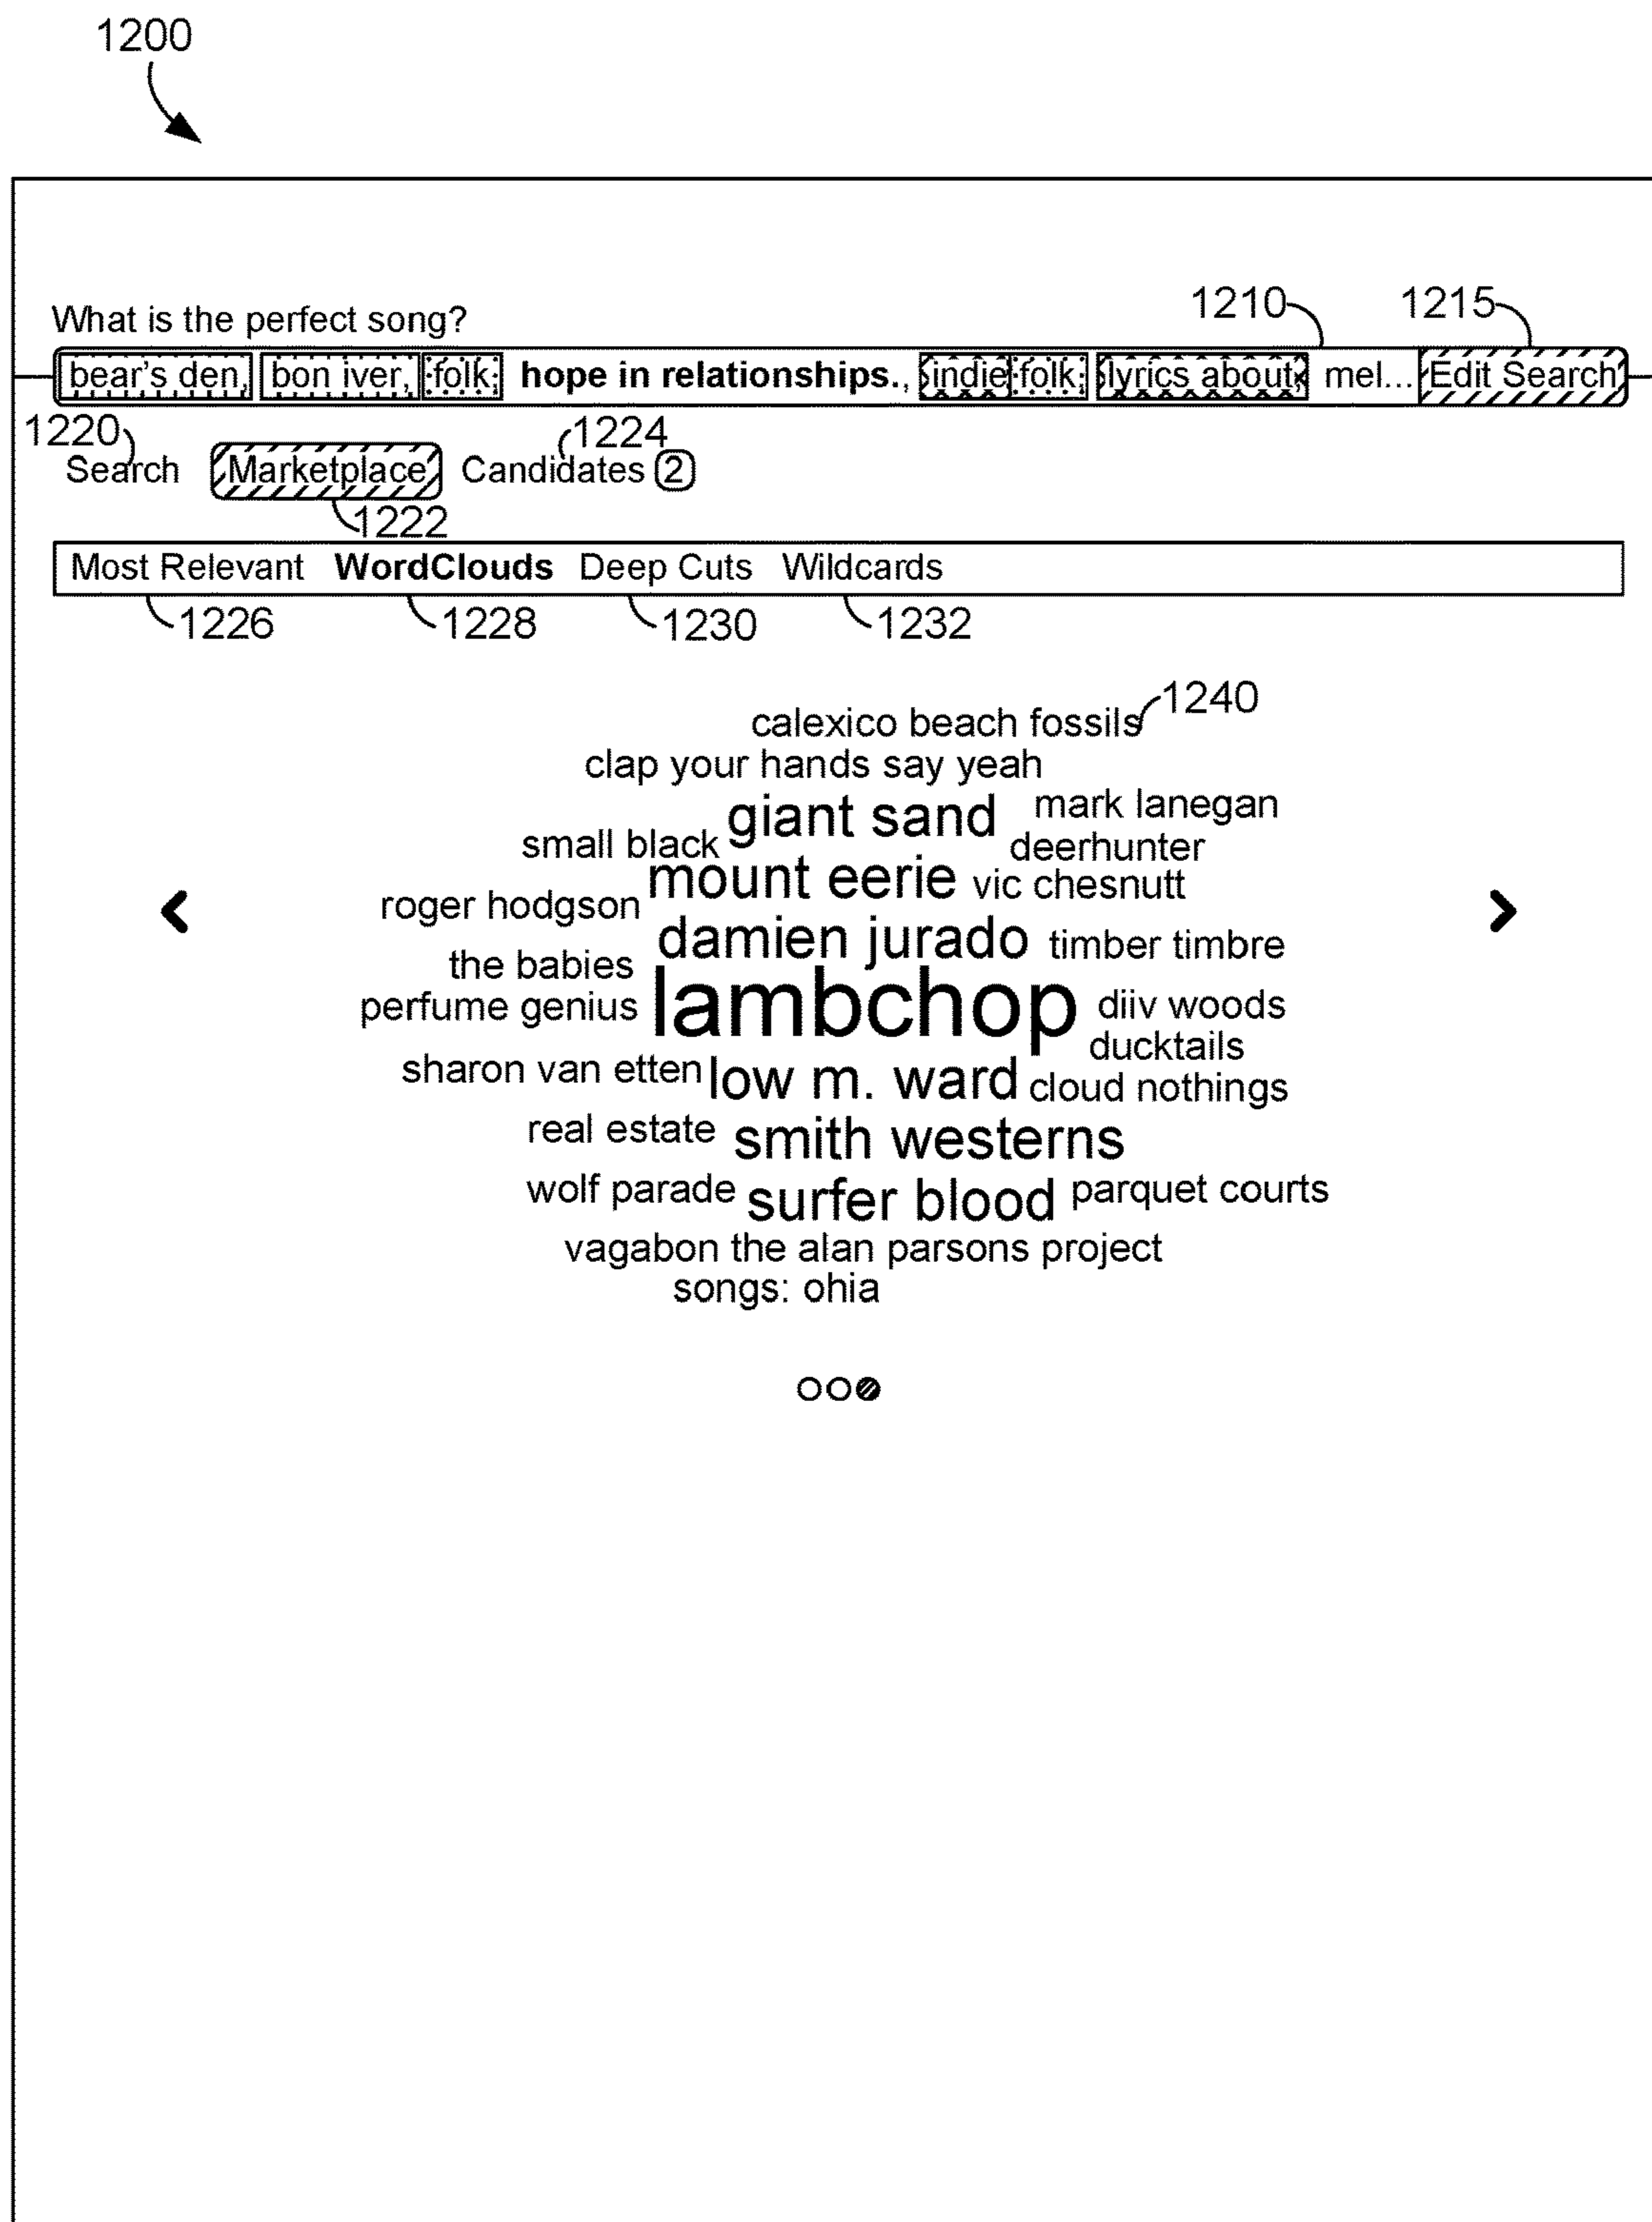 1200
What is the perfect song?
1210 1215
bear's den, bon iver, folk, hope in relationships., indie folk, lyrics about, mel... Edit Search
1220 1224
Search Marketplace Candidates 2
1222
Most Relevant WordClouds Deep Cuts Wildcards
1226 1228 1230 1232
1240
calexico beach fossils
clap your hands say yeah
giant sand mark lanegan
small black deerhunter
mount eerie vic chesnutt
roger hodgson
damien jurado timber timbre
the babies
perfume genius lambchop diiv woods
ducktails
sharon van etten low m. ward cloud nothings
real estate smith westerns
wolf parade surfer blood parquet courts
vagabon the alan parsons project
songs: ohia